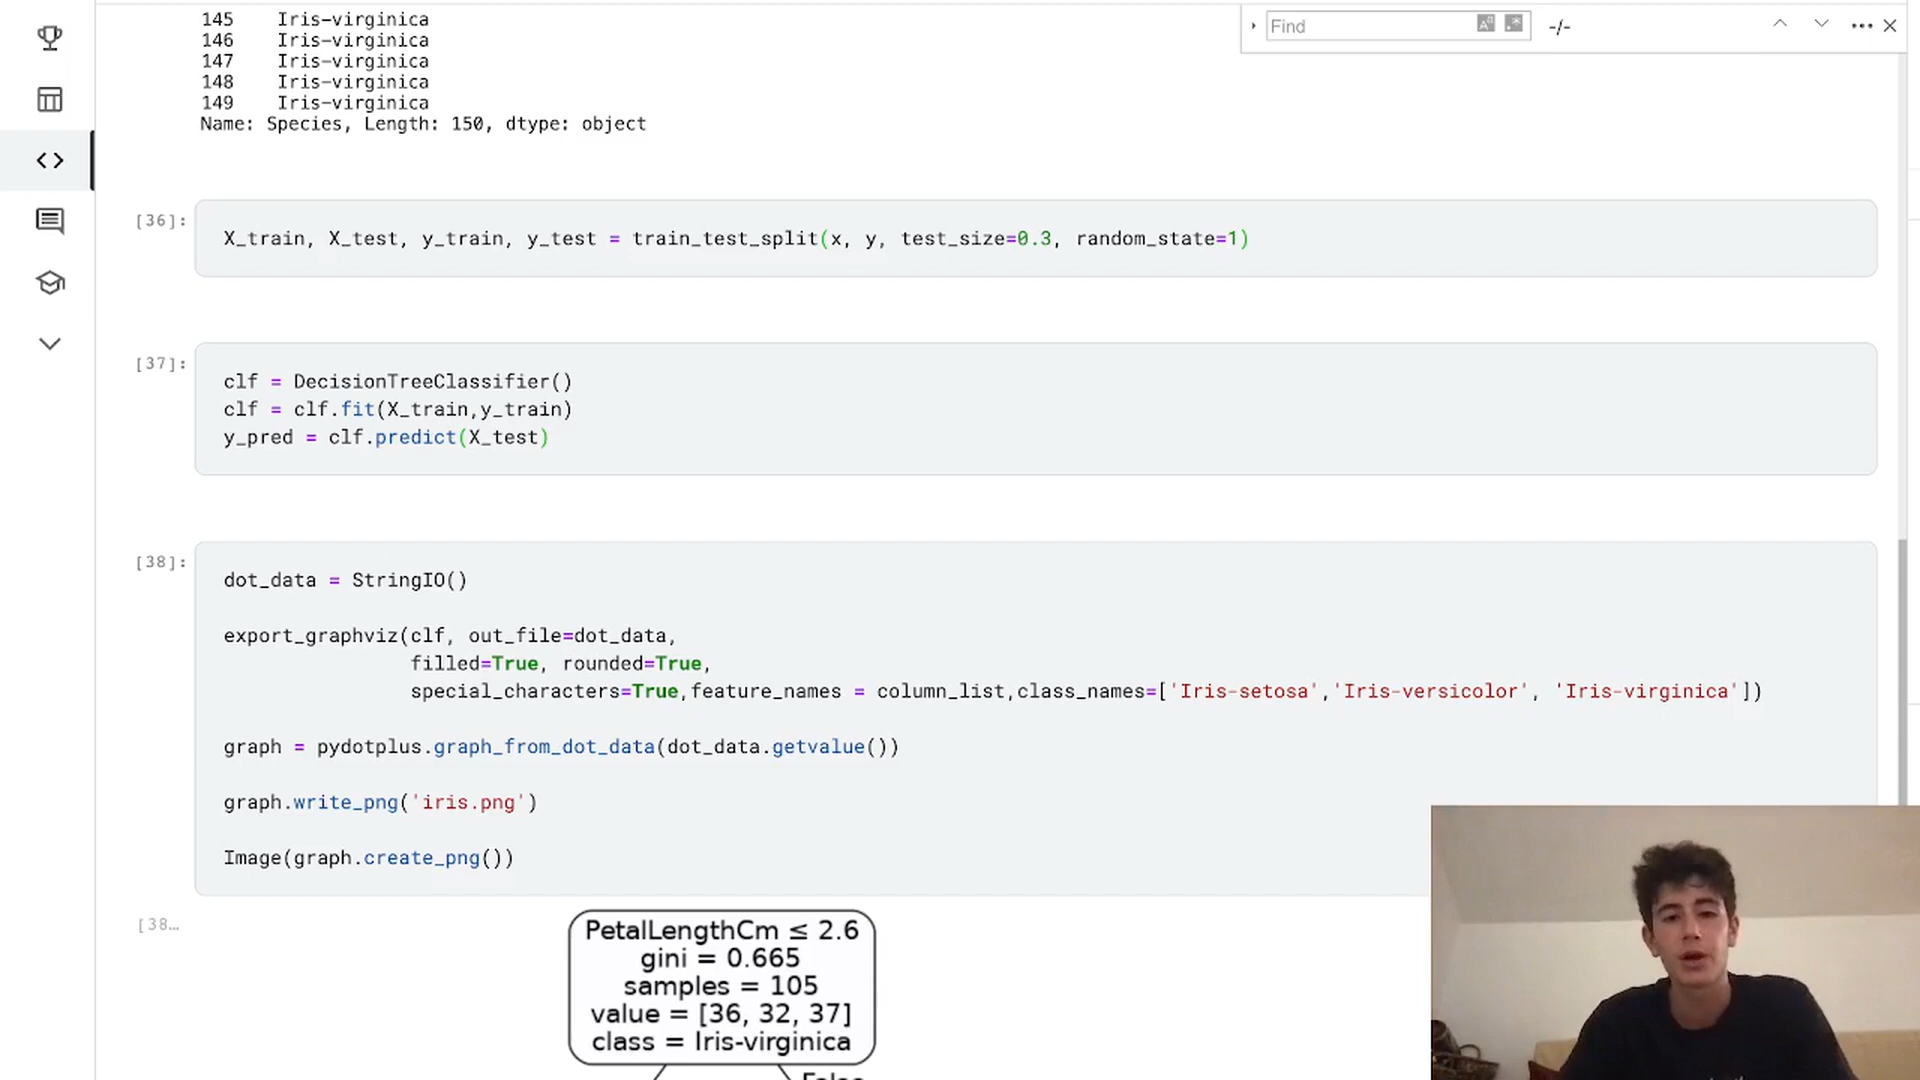 145 Iris-virginica
146 Iris-virginica
147 Iris-virginica
148 Iris-virginica
149 Iris-virginica
Name: Species, Length: 150, dtype: object
Find
-/-
[36]:
X_train, X_test, y_train, y_test = train_test_split(x, y, test_size=0.3, random_state=1)
[37]:
clf = DecisionTreeClassifier()
clf = clf.fit(X_train,y_train)
y_pred = clf.predict(X_test)
[38]:
dot_data = StringIO()
export_graphviz(clf, out_file=dot_data,
filled=True, rounded=True,
special_characters=True,feature_names = column_list,class_names=['Iris-setosa','Iris-versicolor', 'Iris-virginica'])
graph = pydotplus.graph_from_dot_data(dot_data.getvalue())
graph.write_png('iris.png')
Image(graph.create_png())
[38…
PetalLengthCm ≤ 2.6
gini = 0.665
samples = 105
value = [36, 32, 37]
class = Iris-virginica
False